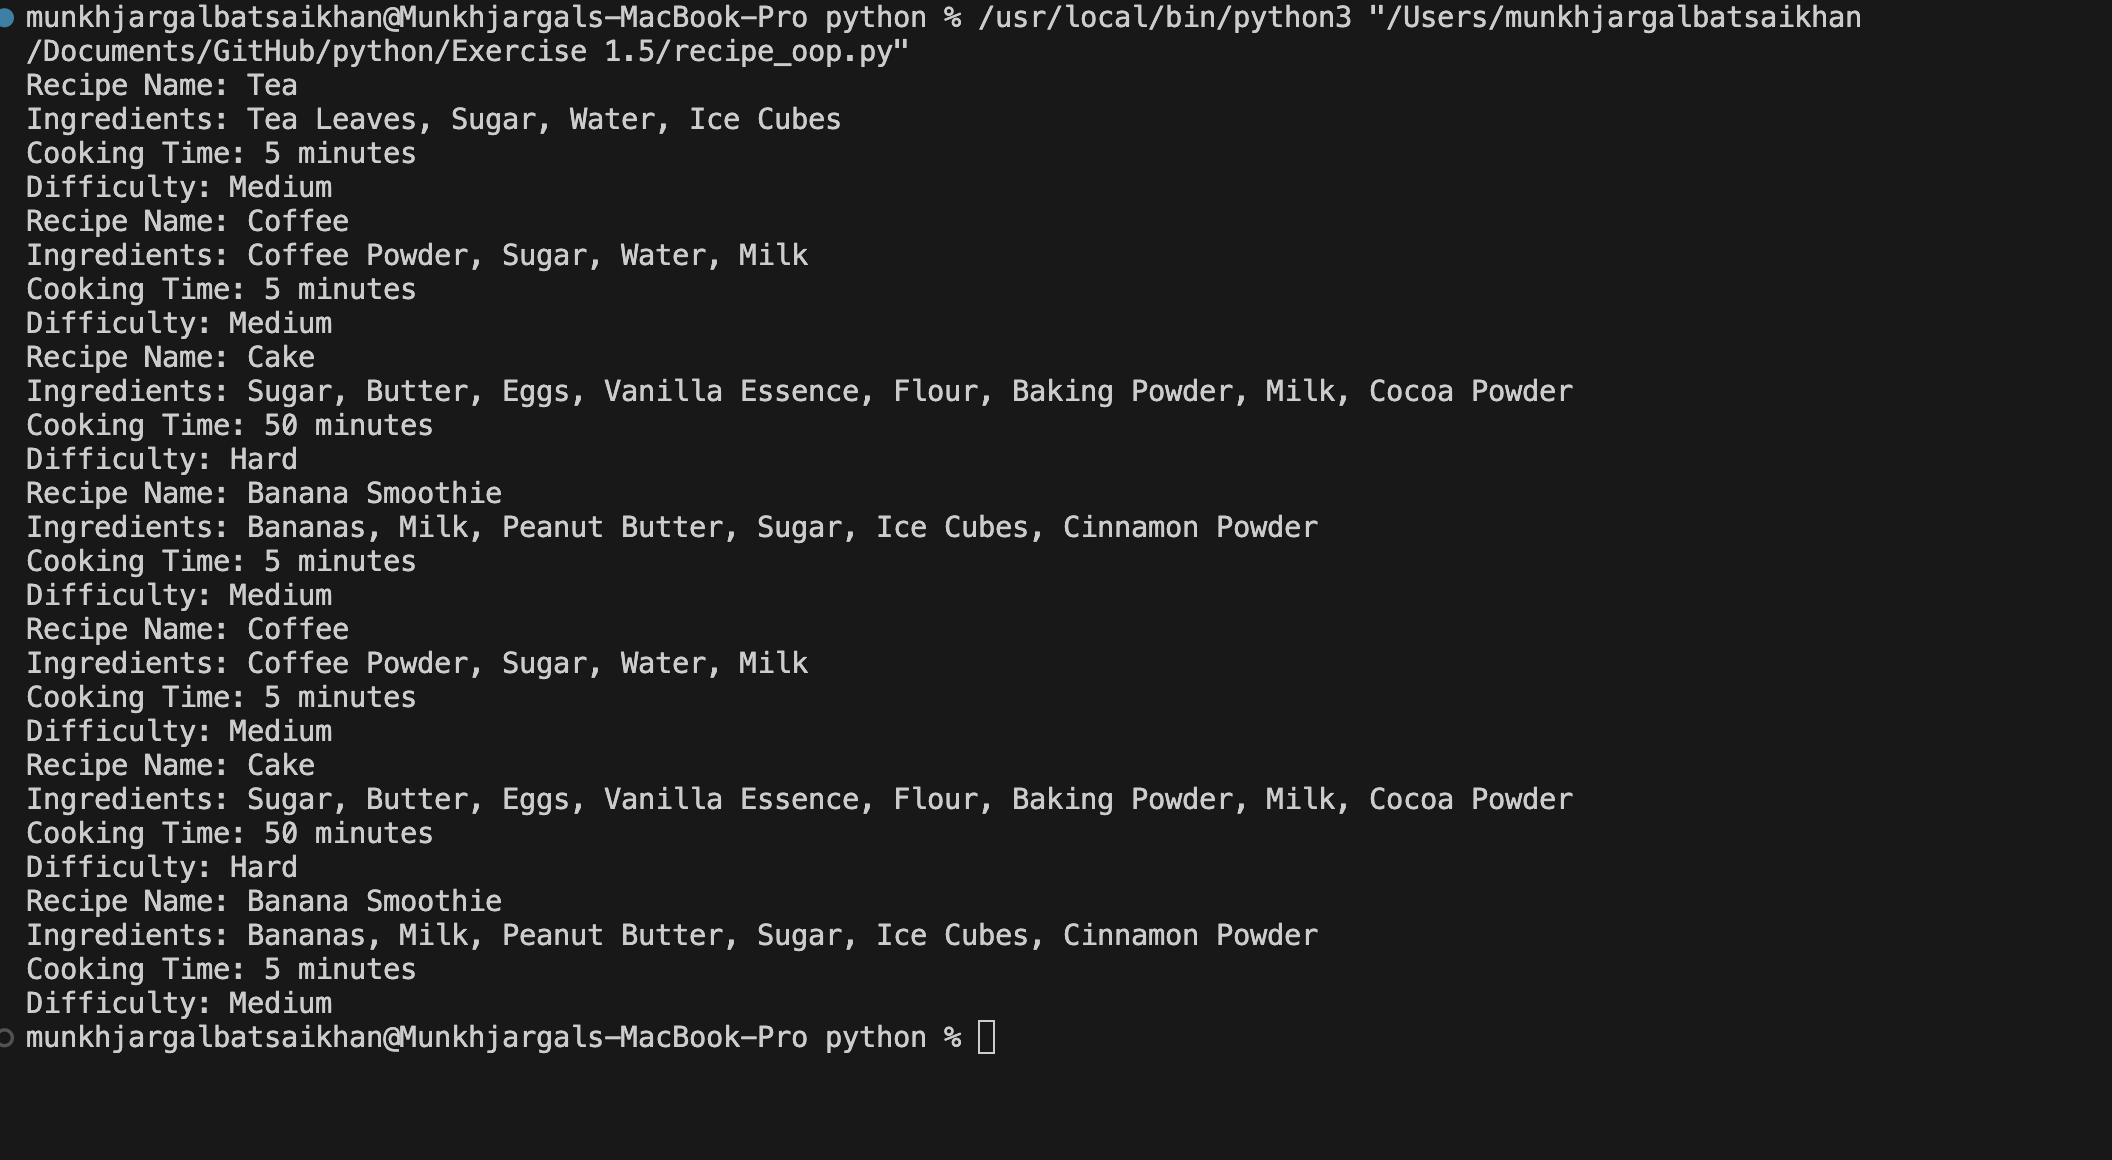 munkhjargalbatsaikhan@Munkhjargals-MacBook-Pro python % /usr/local/bin/python3 "/Users/munkhjargalbatsaikhan
/Documents/GitHub/python/Exercise 1.5/recipe_oop.py"
Recipe Name: Tea
Ingredients: Tea Leaves, Sugar, Water, Ice Cubes
Cooking Time: 5 minutes
Difficulty: Medium
Recipe Name: Coffee
Ingredients: Coffee Powder, Sugar, Water, Milk
Cooking Time: 5 minutes
Difficulty: Medium
Recipe Name: Cake
Ingredients: Sugar, Butter, Eggs, Vanilla Essence, Flour, Baking Powder, Milk, Cocoa Powder
Cooking Time: 50 minutes
Difficulty: Hard
Recipe Name: Banana Smoothie
Ingredients: Bananas, Milk, Peanut Butter, Sugar, Ice Cubes, Cinnamon Powder
Cooking Time: 5 minutes
Difficulty: Medium
Recipe Name: Coffee
Ingredients: Coffee Powder, Sugar, Water, Milk
Cooking Time: 5 minutes
Difficulty: Medium
Recipe Name: Cake
Ingredients: Sugar, Butter, Eggs, Vanilla Essence, Flour, Baking Powder, Milk, Cocoa Powder
Cooking Time: 50 minutes
Difficulty: Hard
Recipe Name: Banana Smoothie
Ingredients: Bananas, Milk, Peanut Butter, Sugar, Ice Cubes, Cinnamon Powder
Cooking Time: 5 minutes
Difficulty: Medium
munkhjargalbatsaikhan@Munkhjargals-MacBook-Pro python %